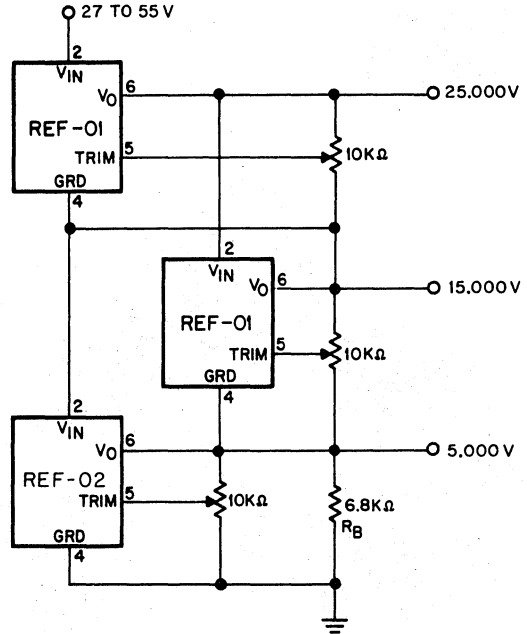 27 TO 55 V
2
VIN
VO 6
25.000V
REF-01
TRIM 5
10KΩ
GRD
4
2
VIN
VO 6
15.000V
REF-01
TRIM 5
10KΩ
GRD
4
2
VIN
VO 6
5.000V
REF-02
TRIM 5
10KΩ
6.8KΩ
RB
GRD
4